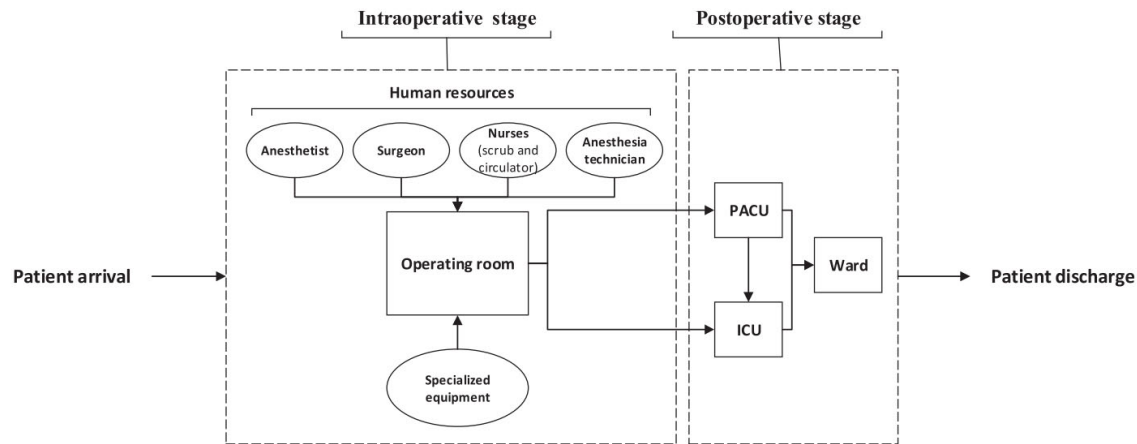 Intraoperative stage
Postoperative stage
Human resources
Anesthetist
Surgeon
Nurses
(scrub and
circulator)
Anesthesia
technician
Operating room
Specialized
equipment
Patient arrival
PACU
ICU
Ward
Patient discharge